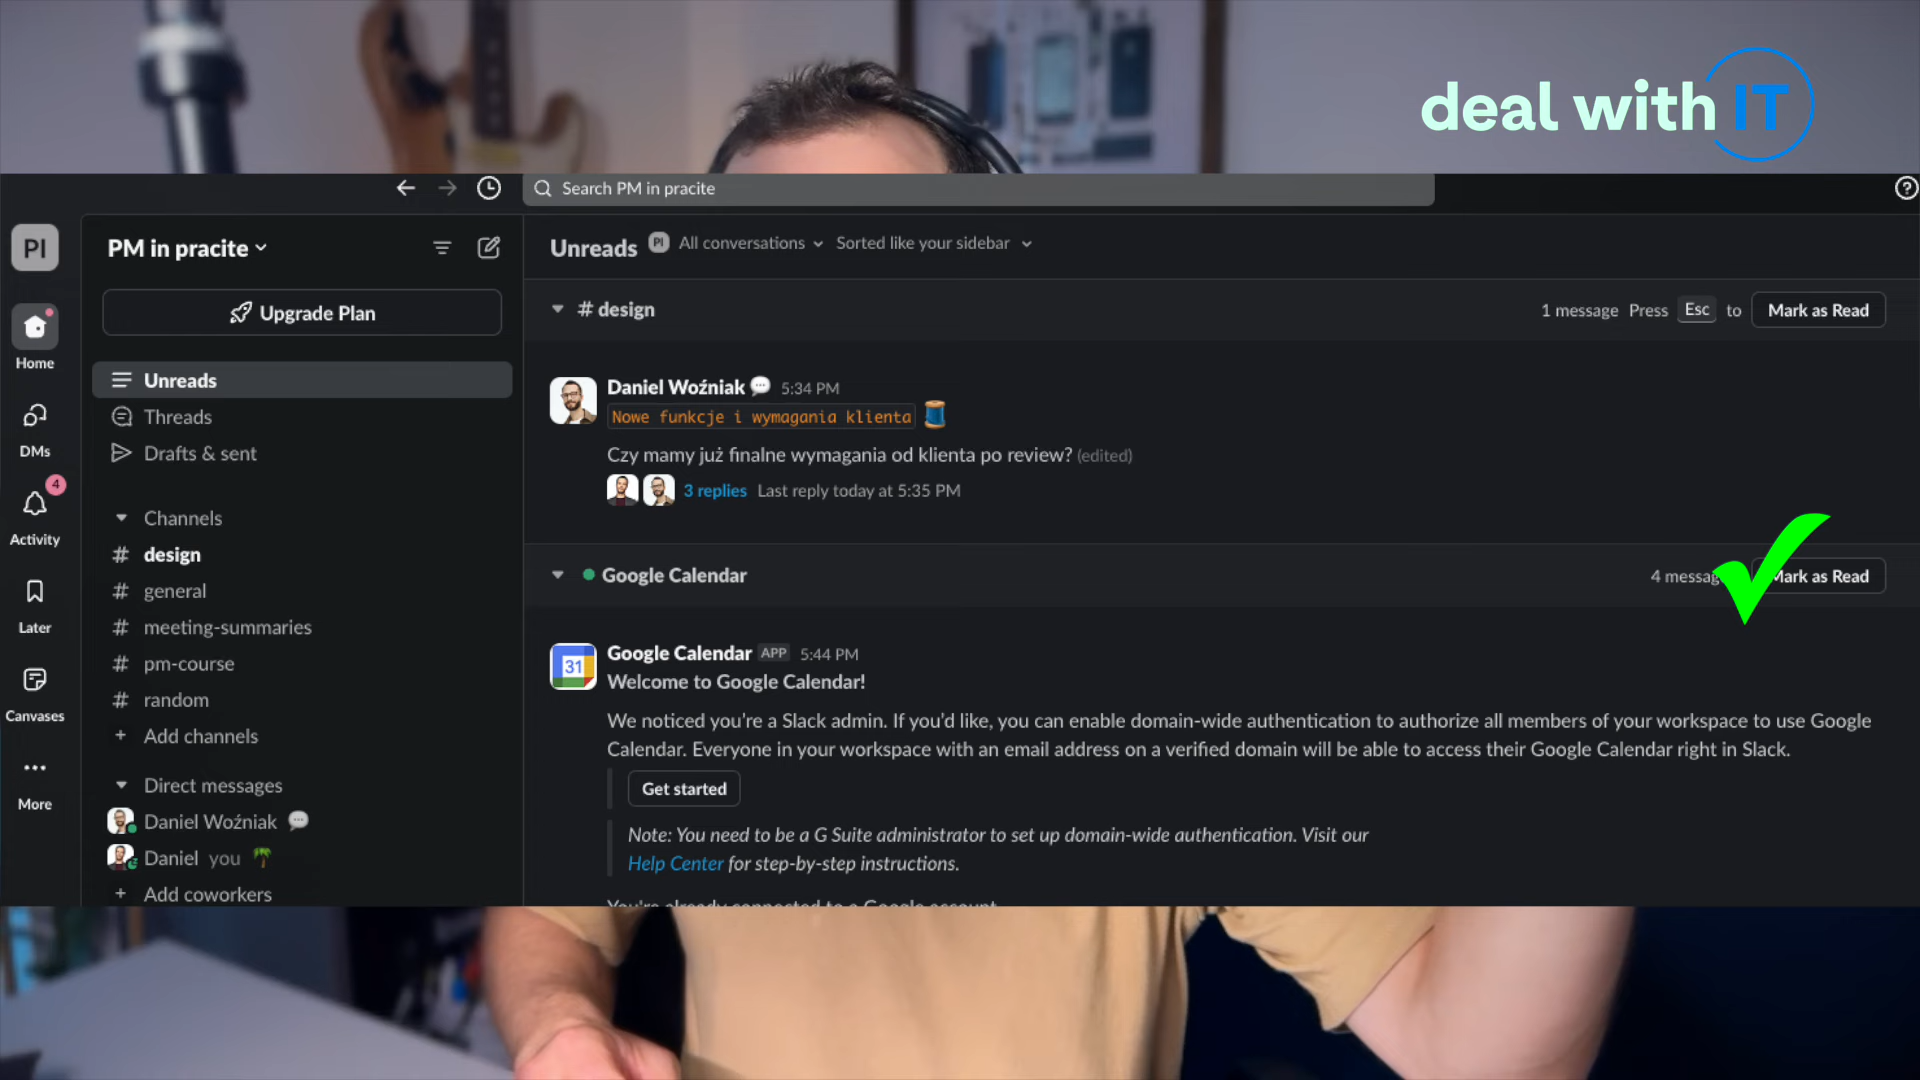 deal with IT
Search PM in pracite
PI
PM in pracite
Unreads
PI
All conversations
Sorted like your sidebar
Upgrade Plan
# design
1 message Press Esc to
Mark as Read
Home
Unreads
Threads
Drafts & sent
Daniel Woźniak
5:34 PM
Nowe funkcje i wymagania klienta
Czy mamy już finalne wymagania od klienta po review? (edited)
3 replies Last reply today at 5:35 PM
DMs
4
Activity
Channels
# design
# general
# meeting-summaries
# pm-course
# random
+ Add channels
Later
Canvases
More
Google Calendar
4
Mark as Read
31
Google Calendar APP 5:44 PM
Welcome to Google Calendar!
We noticed you're a Slack admin. If you'd like, you can enable domain-wide authentication to authorize all members of your workspace to use Google
Calendar. Everyone in your workspace with an email address on a verified domain will be able to access their Google Calendar right in Slack.
Get started
Note: You need to be a G Suite administrator to set up domain-wide authentication. Visit our
Help Center for step-by-step instructions.
You're already connected to a Google account
Direct messages
Daniel Woźniak
Daniel you
+ Add coworkers